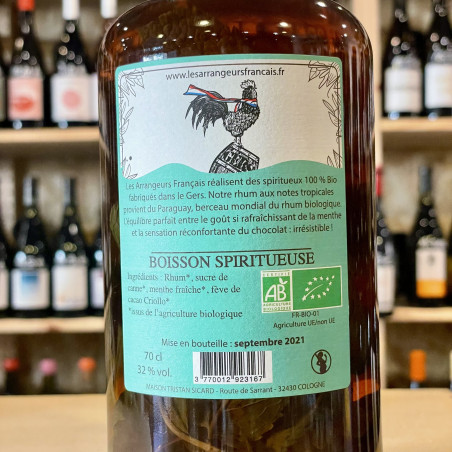 www.lesarrangeursfrancais.fr
Les Arrangeurs Français réalisent des spiritueux 100 % Bio
fabriqués dans le Gers. Notre rhum aux notes tropicales
provient du Paraguay, berceau mondial du rhum biologique.
L'équilibre parfait entre le goût si rafraîchissant de la menthe
et la sensation réconfortante du chocolat : irrésistible !
BOISSON SPIRITUEUSE
Ingrédients : Rhum*, sucre de
canne*, menthe fraîche*, fève de
cacao Criollo*
*issus de l'agriculture biologique
CERTIFIÉ
AB
AGRICULTURE
BIOLOGIQUE
FR-BIO-01
Agriculture UE/non UE
Mise en bouteille : septembre 2021
70 cl
32 % vol.
3 770012 923167
MAISON TRISTAN SICARD - Route de Sarrant - 32430 COLOGNE